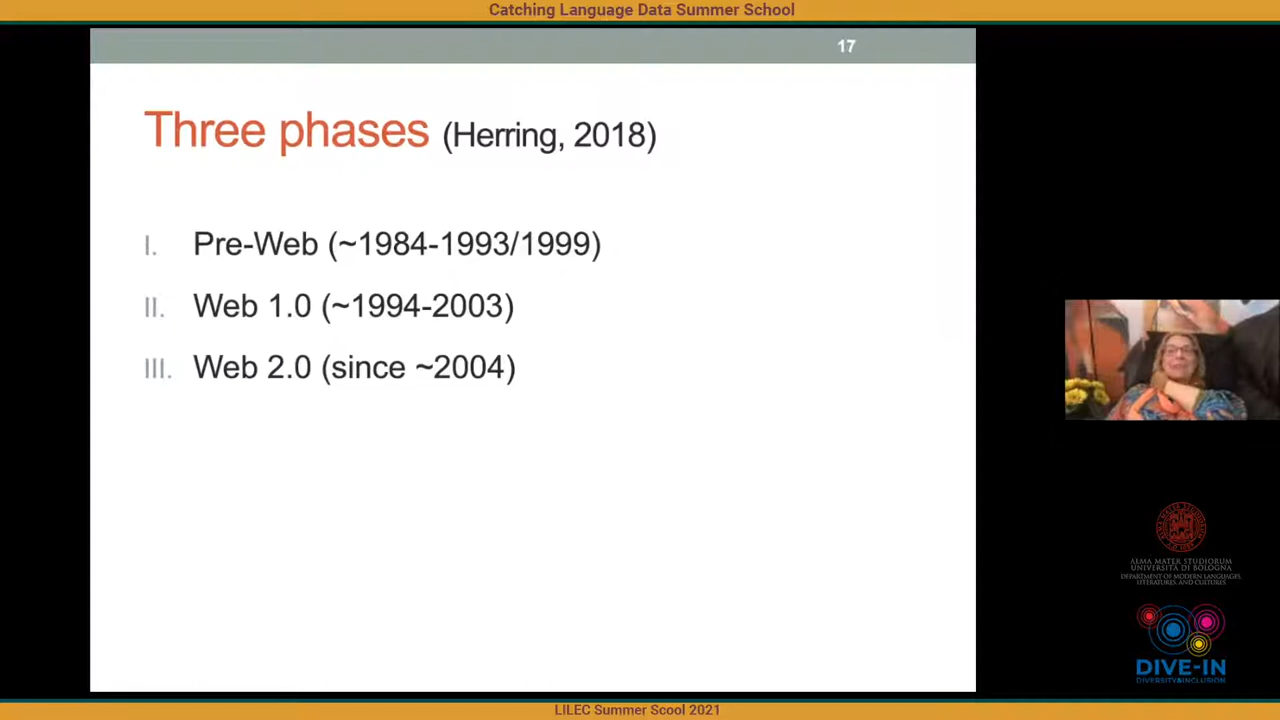 Catching Language Data Summer School
17
Three phases (Herring, 2018)
I. Pre-Web (~1984-1993/1999)
II. Web 1.0 (~1994-2003)
III. Web 2.0 (since ~2004)
ALMA MATER STUDIORUM
UNIVERSITÀ DI BOLOGNA
DEPARTMENT OF MODERN LANGUAGES,
LITERATURES, AND CULTURES
DIVE-IN
DIVERSITY&INCLUSION
LILEC Summer Scool 2021